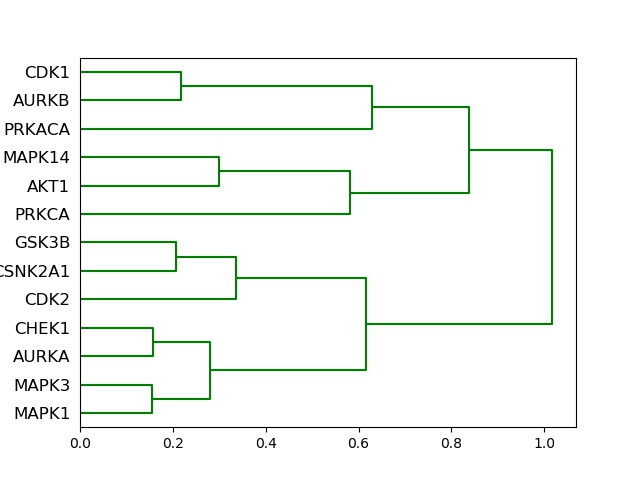 CDK1
AURKB
PRKACA
MAPK14
AKT1
PRKCA
GSK3B
CSNK2A1
CDK2
CHEK1
AURKA
MAPK3
MAPK1
0.0 0.2 0.4 0.6 0.8 1.0